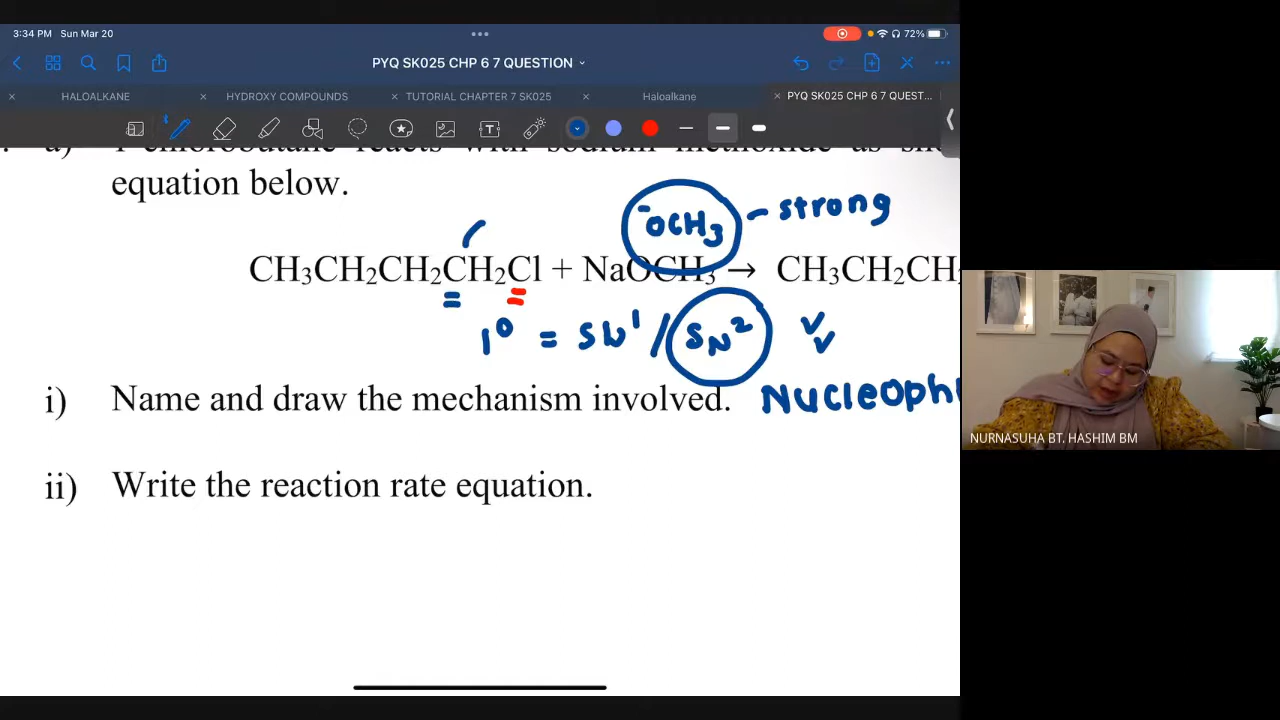 3:34 PM Sun Mar 20
72%
PYQ SK025 CHP 6 7 QUESTION
HALOALKANE
HYDROXY COMPOUNDS
TUTORIAL CHAPTER 7 SK025
Haloalkane
PYQ SK025 CHP 6 7 QUEST...
equation below.
⁻OCH₃ - strong
CH₃CH₂CH₂CH₂Cl + NaOCH₃ → CH₃CH₂CH₂
1° = SN¹ / SN²
i) Name and draw the mechanism involved. Nucleophi
ii) Write the reaction rate equation.
NURNASUHA BT. HASHIM BM